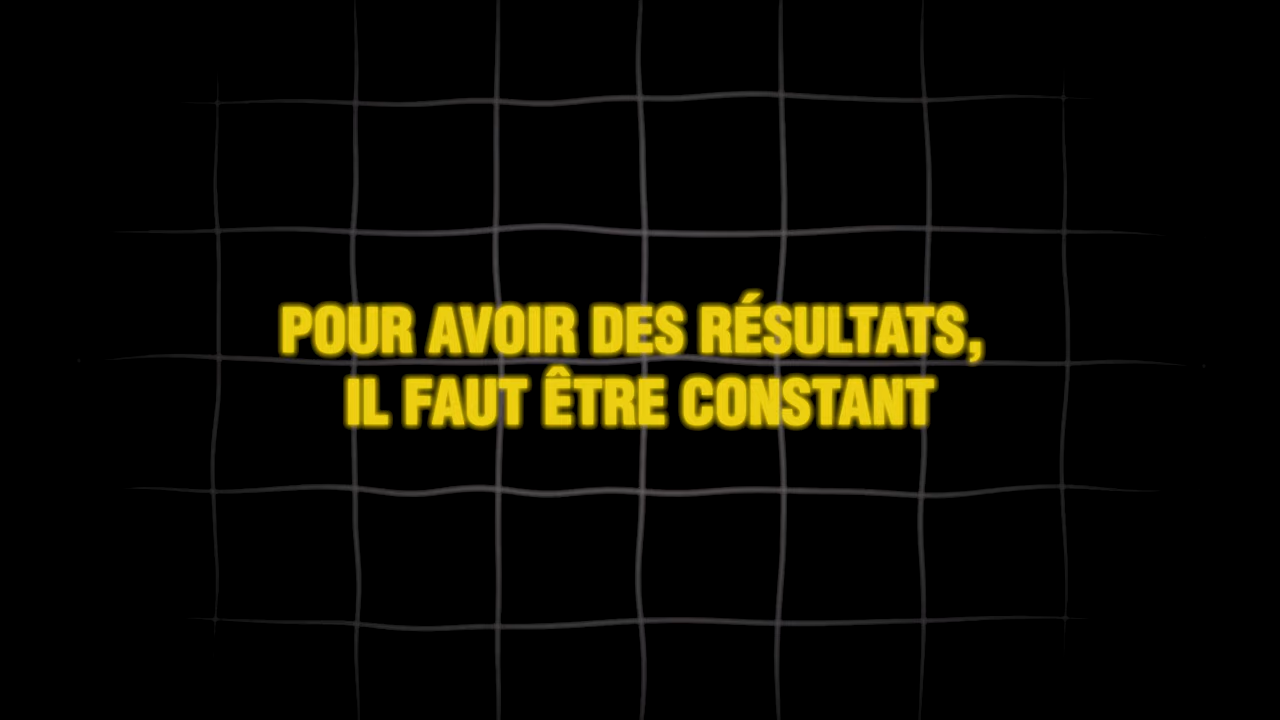 POUR AVOIR DES RÉSULTATS,
IL FAUT ÊTRE CONSTANT